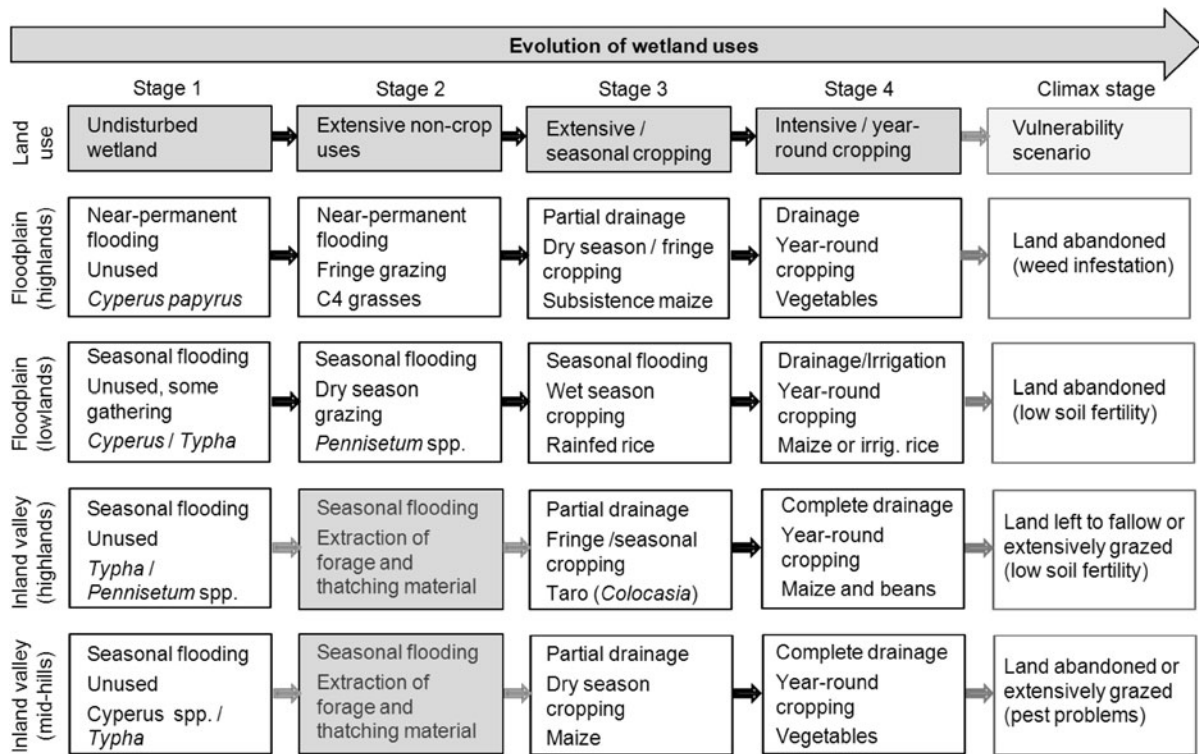 Evolution of wetland uses
Stage 1
Stage 2
Stage 3
Stage 4
Climax stage
Land
use
Undisturbed
wetland
Extensive non-crop
uses
Extensive /
seasonal cropping
Intensive / year-
round cropping
Vulnerability
scenario
Floodplain
(highlands)
Near-permanent
flooding
Unused
Cyperus papyrus
Near-permanent
flooding
Fringe grazing
C4 grasses
Partial drainage
Dry season / fringe
cropping
Subsistence maize
Drainage
Year-round
cropping
Vegetables
Land abandoned
(weed infestation)
Floodplain
(lowlands)
Seasonal flooding
Unused, some
gathering
Cyperus / Typha
Seasonal flooding
Dry season
grazing
Pennisetum spp.
Seasonal flooding
Wet season
cropping
Rainfed rice
Drainage/Irrigation
Year-round
cropping
Maize or irrig. rice
Land abandoned
(low soil fertility)
Inland valley
(highlands)
Seasonal flooding
Unused
Typha /
Pennisetum spp.
Seasonal flooding
Extraction of
forage and
thatching material
Partial drainage
Fringe /seasonal
cropping
Taro (Colocasia)
Complete drainage
Year-round
cropping
Maize and beans
Land left to fallow or
extensively grazed
(low soil fertility)
Inland valley
(mid-hills)
Seasonal flooding
Unused
Cyperus spp. /
Typha
Seasonal flooding
Extraction of
forage and
thatching material
Partial drainage
Dry season
cropping
Maize
Complete drainage
Year-round
cropping
Vegetables
Land abandoned or
extensively grazed
(pest problems)